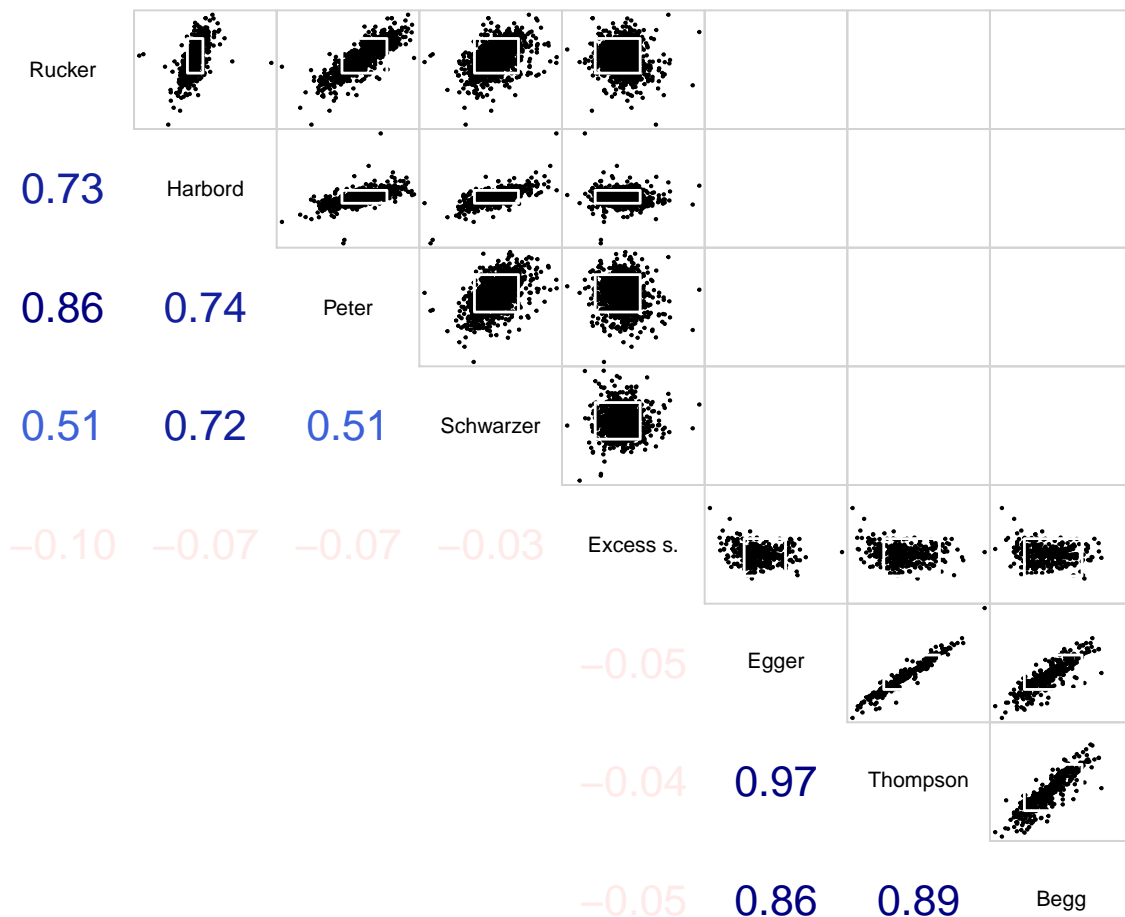 Rucker
0.73 Harbord
0.86 0.74 Peter
0.51 0.72 0.51 Schwarzer
−0.10 −0.07 −0.07 −0.03 Excess s.
−0.05 Egger
−0.04 0.97 Thompson
−0.05 0.86 0.89 Begg